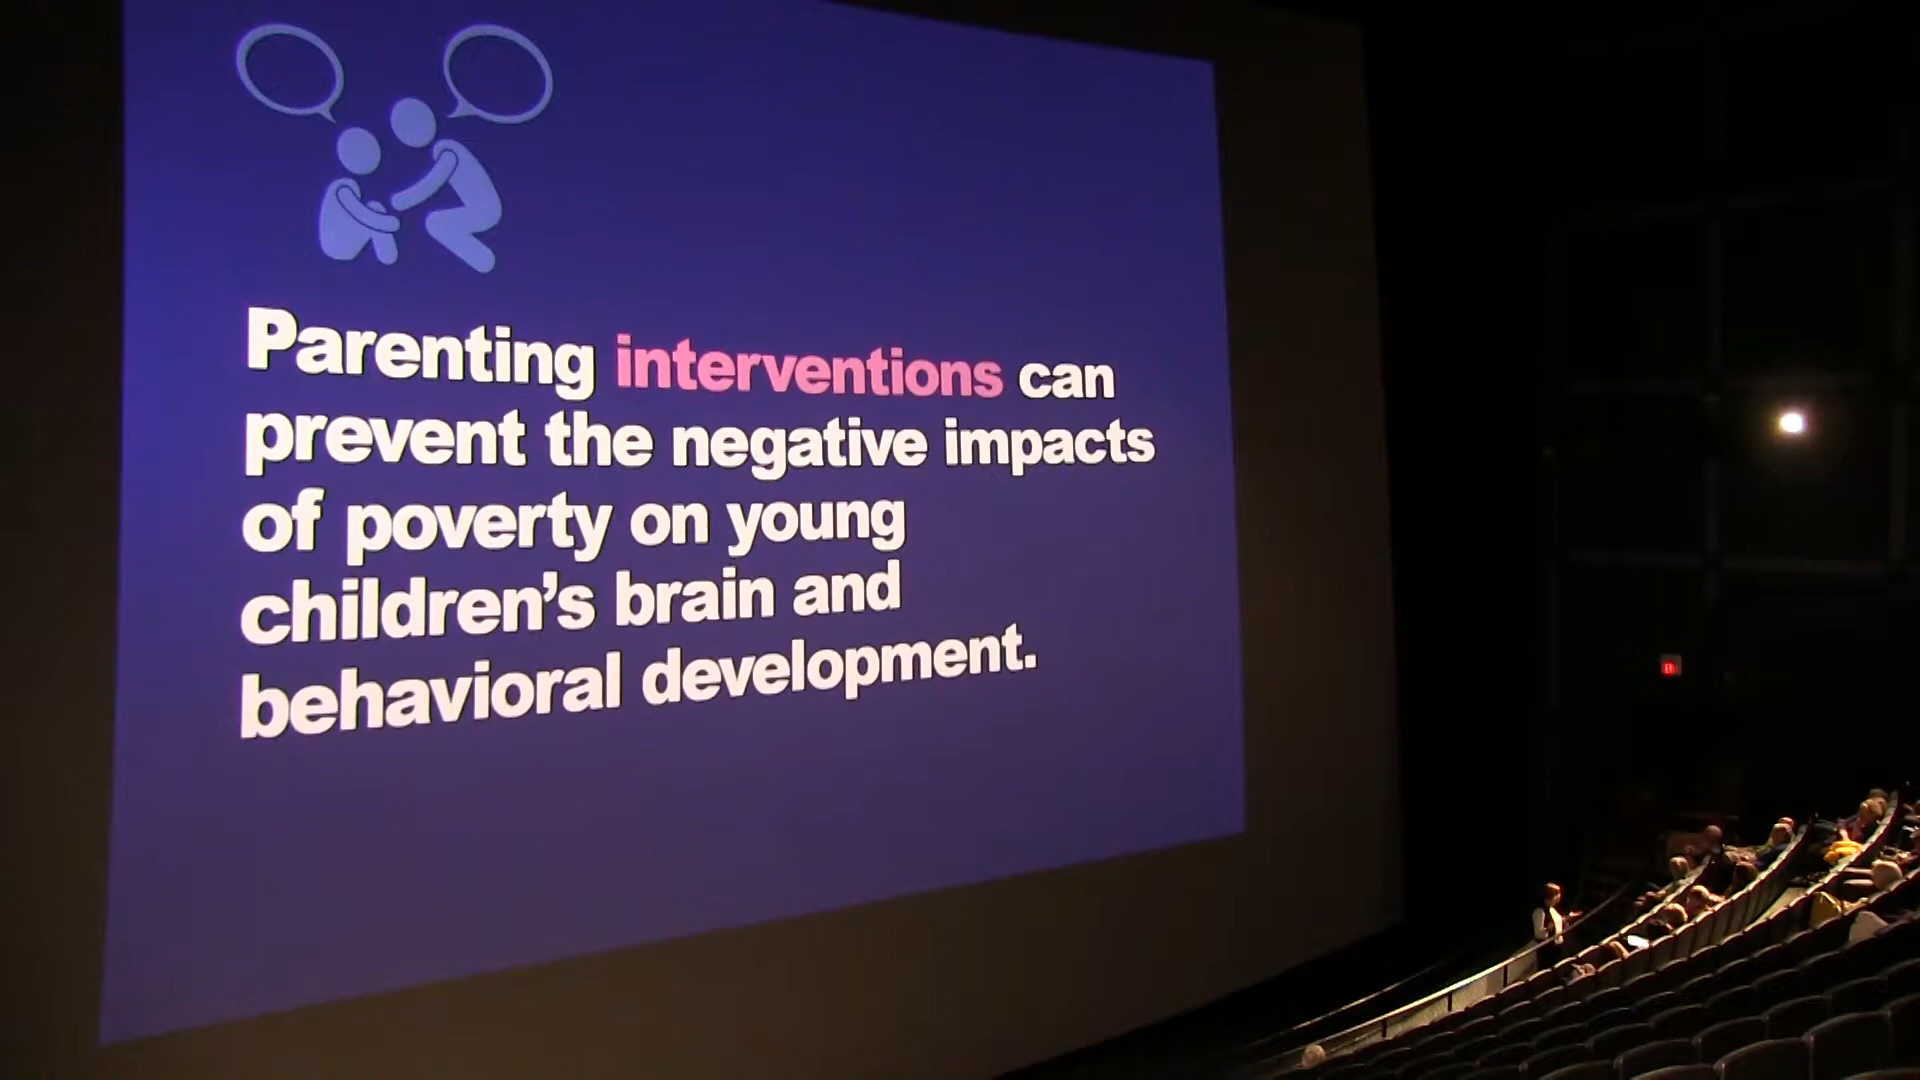 Parenting interventions can
prevent the negative impacts
of poverty on young
children's brain and
behavioral development.